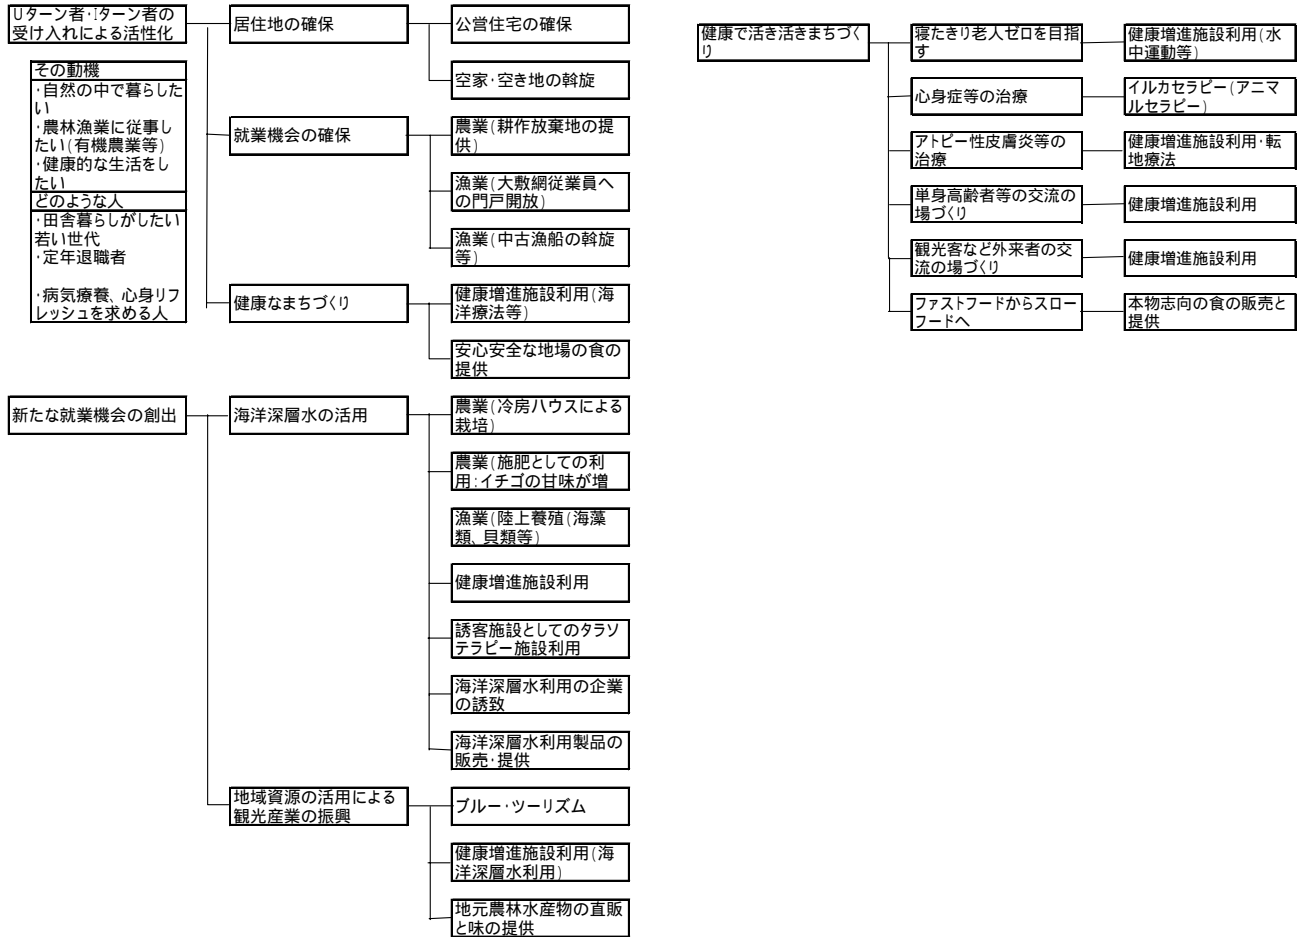 Uターン者・Iターン者の
受け入れによる活性化
居住地の確保
公営住宅の確保
空家・空き地の斡旋
その動機
・自然の中で暮らした
い
・農林漁業に従事し
たい(有機農業等)
・健康的な生活をし
たい
どのような人
・田舎暮らしがしたい
若い世代
・定年退職者
・病気療養、心身リフ
レッシュを求める人
就業機会の確保
農業(耕作放棄地の提
供)
漁業(大敷網従業員へ
の門戸開放)
漁業(中古漁船の斡旋
等)
健康なまちづくり
健康増進施設利用(海
洋療法等)
安心安全な地場の食の
提供
新たな就業機会の創出
海洋深層水の活用
農業(冷房ハウスによる
栽培)
農業(施肥としての利
用:イチゴの甘味が増
漁業(陸上養殖(海藻
類、貝類等)
健康増進施設利用
誘客施設としてのタラソ
テラピー施設利用
海洋深層水利用の企業
の誘致
海洋深層水利用製品の
販売・提供
地域資源の活用による
観光産業の振興
ブルー・ツーリズム
健康増進施設利用(海
洋深層水利用)
地元農林水産物の直販
と味の提供
健康で活き活きまちづく
り
寝たきり老人ゼロを目指
す
健康増進施設利用(水
中運動等)
心身症等の治療
イルカセラピー(アニマ
ルセラピー)
アトピー性皮膚炎等の
治療
健康増進施設利用・転
地療法
単身高齢者等の交流の
場づくり
健康増進施設利用
観光客など外来者の交
流の場づくり
健康増進施設利用
ファストフードからスロー
フードへ
本物志向の食の販売と
提供